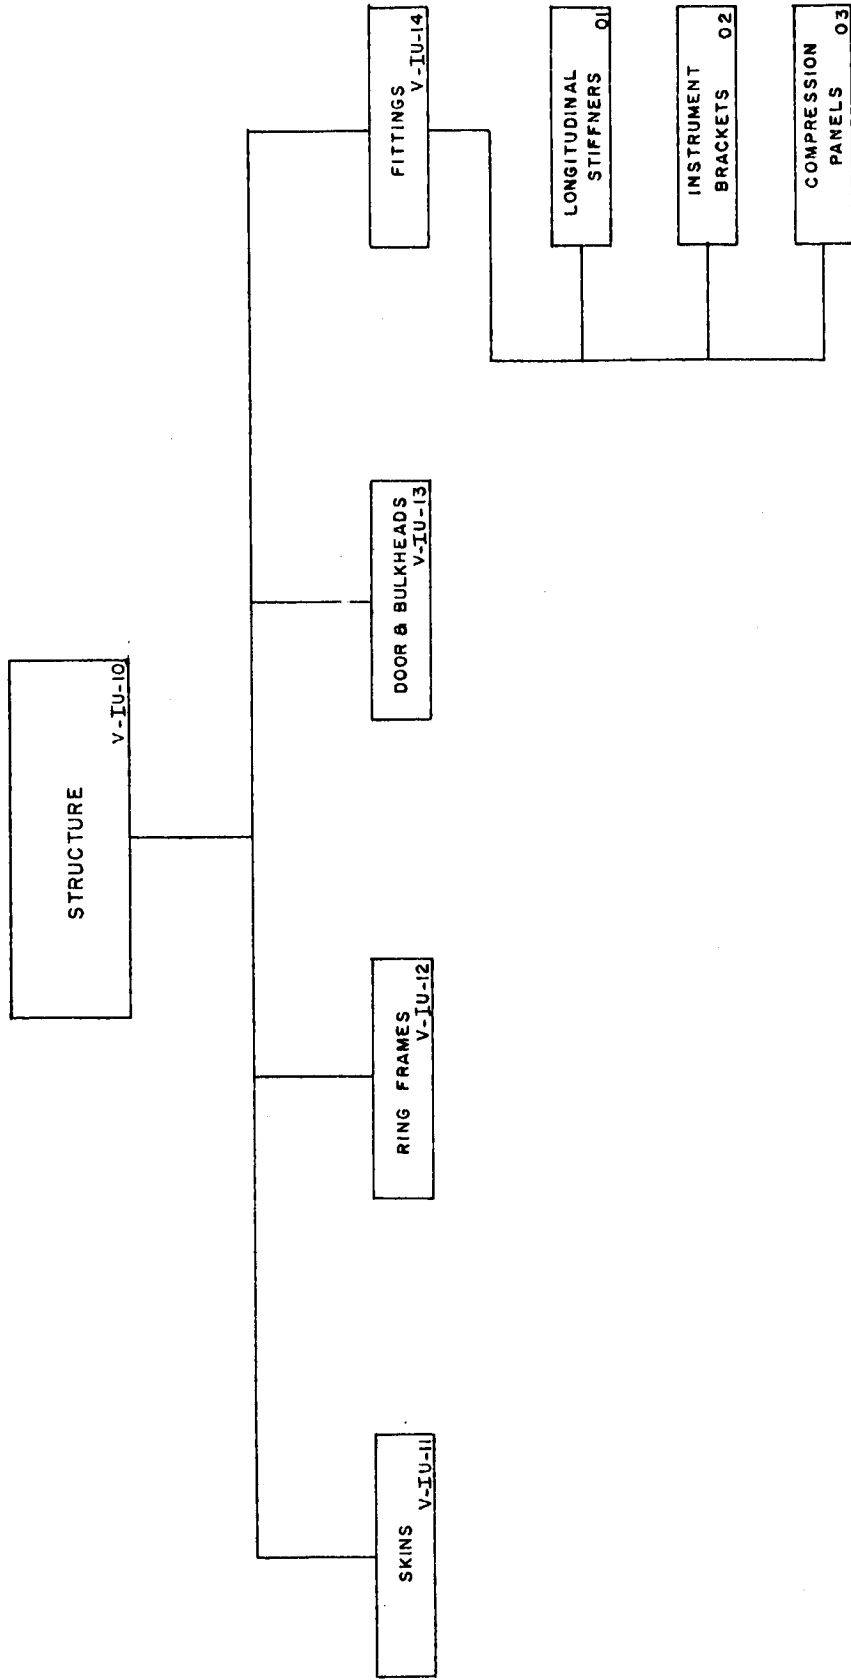 STRUCTURE
V-IU-10
SKINS
V-IU-11
RING FRAMES
V-IU-12
DOOR & BULKHEADS
V-IU-13
FITTINGS
V-IU-14
LONGITUDINAL
STIFFNERS
01
INSTRUMENT
BRACKETS
02
COMPRESSION
PANELS
03